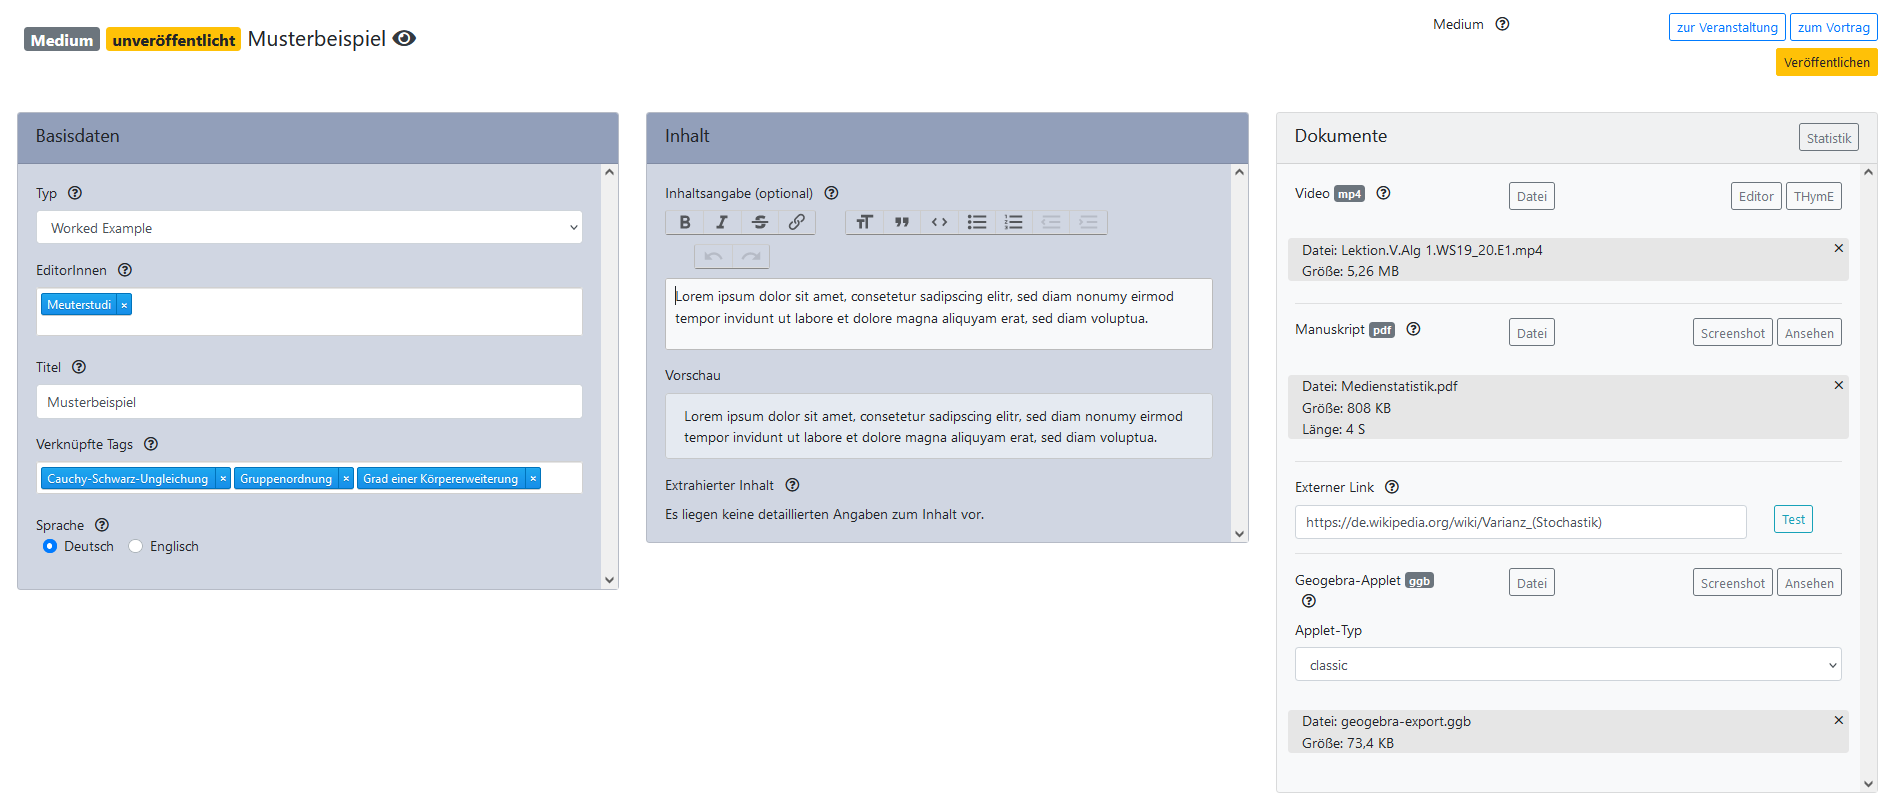 Medium unveröffentlicht Musterbeispiel
Medium
zur Veranstaltung zum Vortrag
Veröffentlichen
Basisdaten
Typ
Worked Example
EditorInnen
Meuterstudi ×
Titel
Musterbeispiel
Verknüpfte Tags
Cauchy-Schwarz-Ungleichung × Gruppenordnung × Grad einer Körpererweiterung ×
Sprache
Deutsch Englisch
Inhalt
Inhaltsangabe (optional)
Lorem ipsum dolor sit amet, consetetur sadipscing elitr, sed diam nonumy eirmod
tempor invidunt ut labore et dolore magna aliquyam erat, sed diam voluptua.
Vorschau
Lorem ipsum dolor sit amet, consetetur sadipscing elitr, sed diam nonumy eirmod
tempor invidunt ut labore et dolore magna aliquyam erat, sed diam voluptua.
Extrahierter Inhalt
Es liegen keine detaillierten Angaben zum Inhalt vor.
Dokumente Statistik
Video mp4 Datei Editor THymE
Datei: Lektion.V.Alg 1.WS19_20.E1.mp4
Größe: 5,26 MB
Manuskript pdf Datei Screenshot Ansehen
Datei: Medienstatistik.pdf
Größe: 808 KB
Länge: 4 S
Externer Link
https://de.wikipedia.org/wiki/Varianz_(Stochastik) Test
Geogebra-Applet ggb Datei Screenshot Ansehen
Applet-Typ
classic
Datei: geogebra-export.ggb
Größe: 73,4 KB